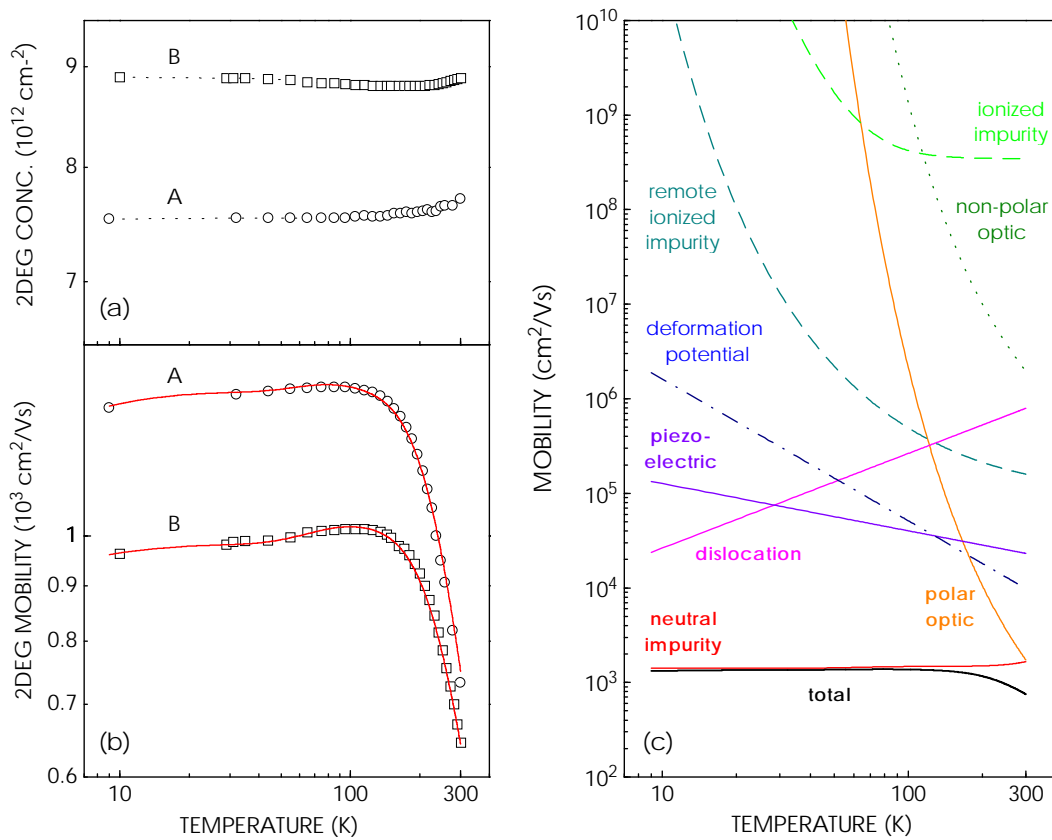 2DEG CONC. (10¹² cm⁻²)
9
8
7
B
A
(a)
2DEG MOBILITY (10³ cm²/Vs)
1
0.9
0.8
0.7
0.6
A
B
(b)
10
100
300
TEMPERATURE (K)
MOBILITY (cm²/Vs)
10¹⁰
10⁹
10⁸
10⁷
10⁶
10⁵
10⁴
10³
10²
ionized
impurity
remote
ionized
impurity
non-polar
optic
deformation
potential
piezo-
electric
dislocation
polar
optic
neutral
impurity
total
(c)
10
100
300
TEMPERATURE (K)